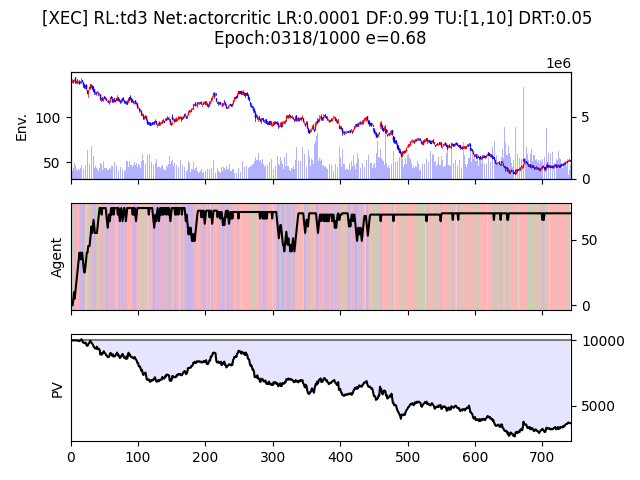 [XEC] RL:td3 Net:actorcritic LR:0.0001 DF:0.99 TU:[1,10] DRT:0.05
Epoch:0318/1000 e=0.68
1e6
Env.
100
50
5
0
Agent
50
0
PV
10000
5000
0 100 200 300 400 500 600 700